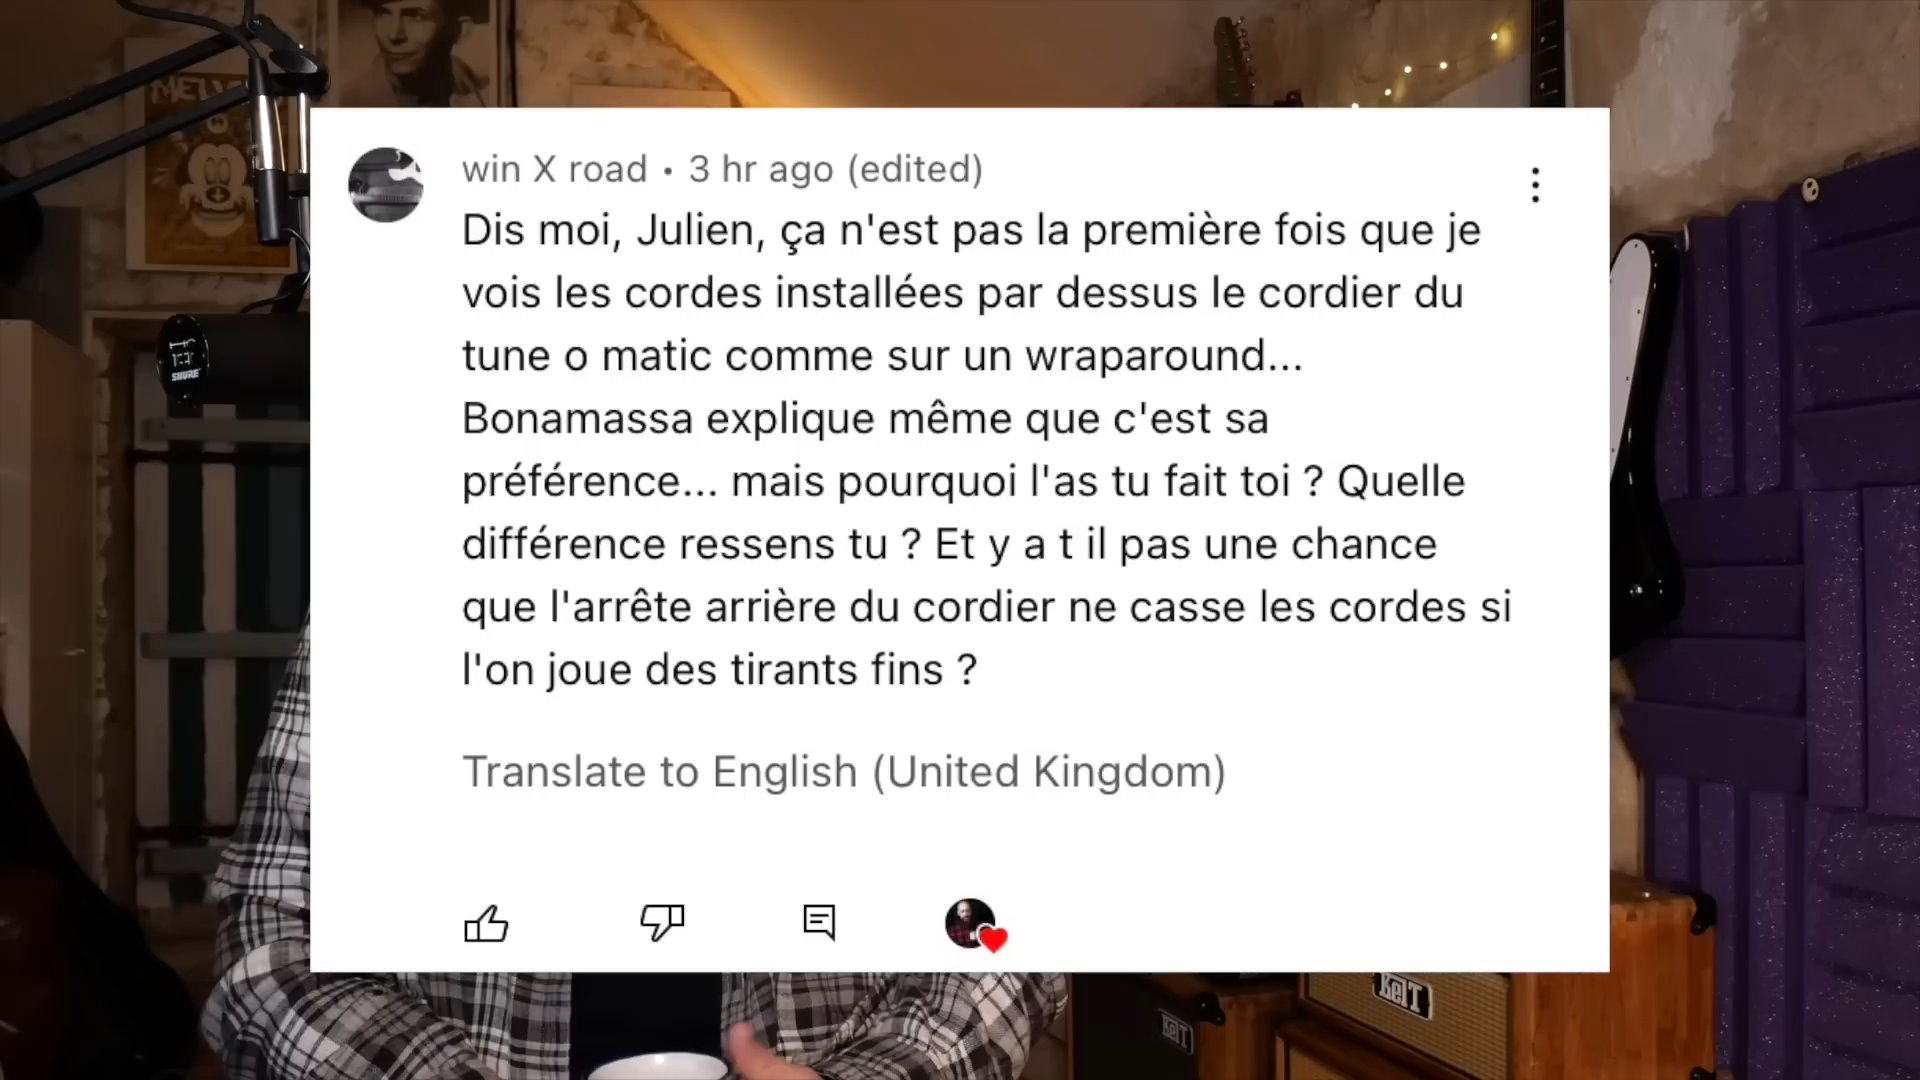 win X road • 3 hr ago (edited)
Dis moi, Julien, ça n'est pas la première fois que je
vois les cordes installées par dessus le cordier du
tune o matic comme sur un wraparound...
Bonamassa explique même que c'est sa
préférence... mais pourquoi l'as tu fait toi ? Quelle
différence ressens tu ? Et y a t il pas une chance
que l'arrête arrière du cordier ne casse les cordes si
l'on joue des tirants fins ?
Translate to English (United Kingdom)
SHURE
KelT
KelT